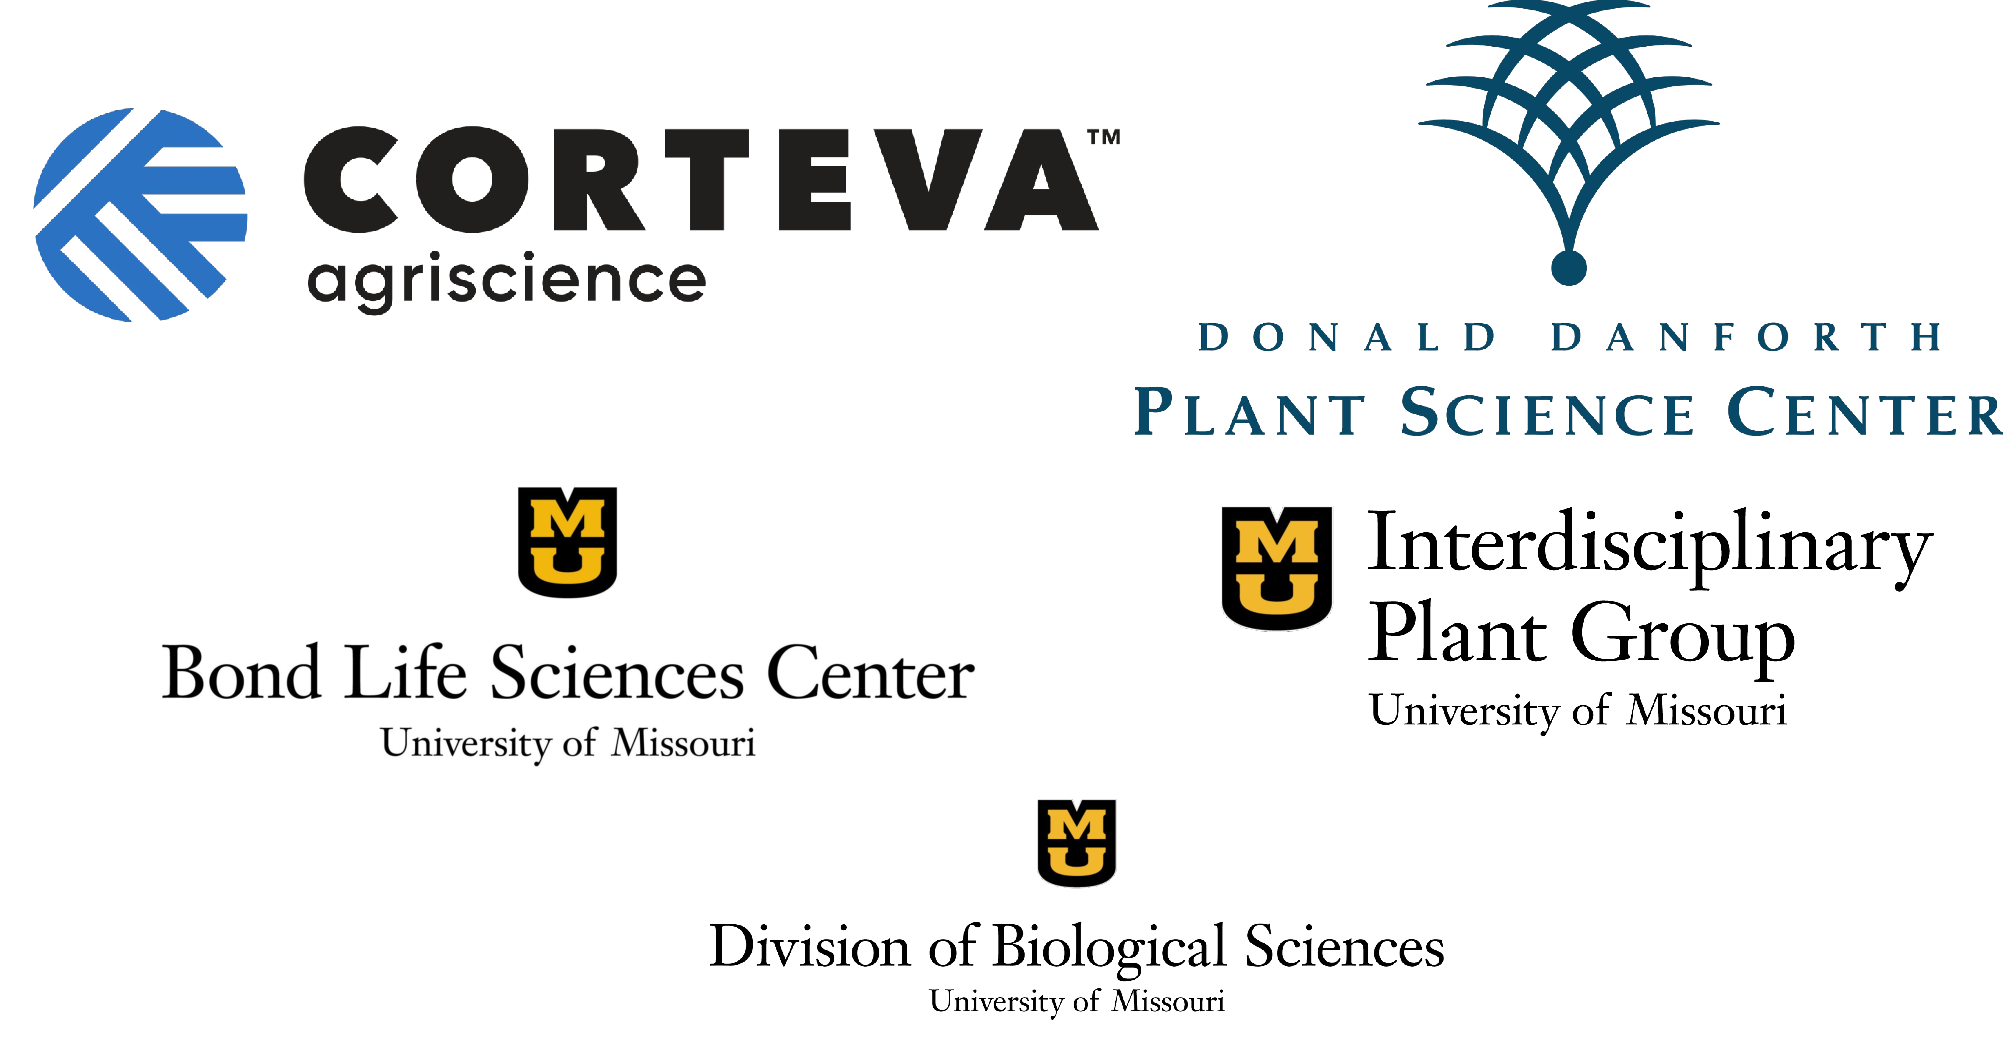 CORTEVA™
agriscience
DONALD DANFORTH
PLANT SCIENCE CENTER
MU
Bond Life Sciences Center
University of Missouri
MU
Interdisciplinary
Plant Group
University of Missouri
MU
Division of Biological Sciences
University of Missouri